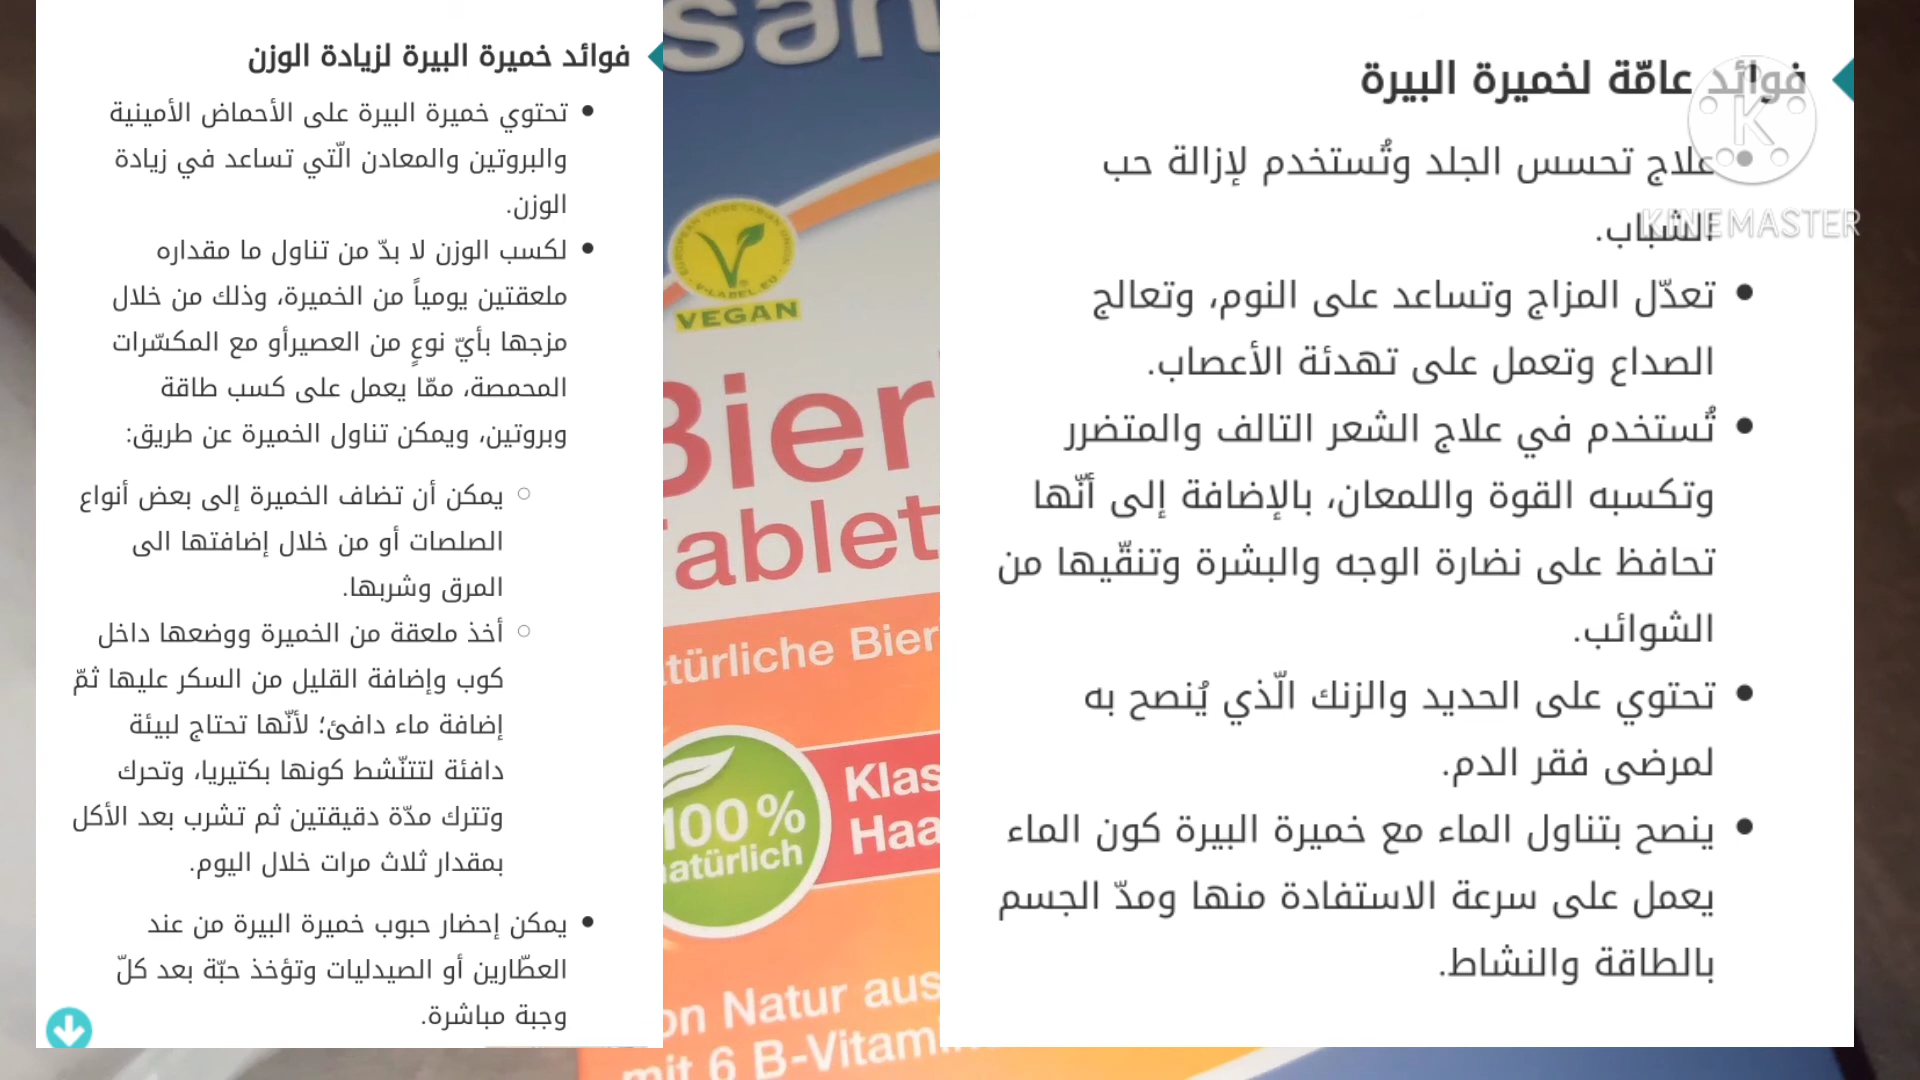 فوائد خميرة البيرة لزيادة الوزن
تحتوي خميرة البيرة على الأحماض الأمينية
والبروتين والمعادن الّتي تساعد في زيادة
الوزن.
لكسب الوزن لا بدّ من تناول ما مقداره
ملعقتين يومياً من الخميرة، وذلك من خلال
مزجها بأيّ نوعٍ من العصيرأو مع المكسّرات
المحمصة، ممّا يعمل على كسب طاقة
وبروتين، ويمكن تناول الخميرة عن طريق:
يمكن أن تضاف الخميرة إلى بعض أنواع
الصلصات أو من خلال إضافتها الى
المرق وشربها.
أخذ ملعقة من الخميرة ووضعها داخل
كوب وإضافة القليل من السكر عليها ثمّ
إضافة ماء دافئ؛ لأنّها تحتاج لبيئة
دافئة لتتنّشط كونها بكتيريا، وتحرك
وتترك مدّة دقيقتين ثم تشرب بعد الأكل
بمقدار ثلاث مرات خلال اليوم.
يمكن إحضار حبوب خميرة البيرة من عند
العطّارين أو الصيدليات وتؤخذ حبّة بعد كلّ
وجبة مباشرة.
san
EUROPEAN VEGETARIAN UNION
V-LABEL.EU
VEGAN
Bier
Tablet
türliche Bier
100 %
natürlich
Klas
Haa
on Natur aus
mit 6 B-Vitam
فوائد عامّة لخميرة البيرة
علاج تحسس الجلد وتُستخدم لإزالة حب
الشباب.
تعدّل المزاج وتساعد على النوم، وتعالج
الصداع وتعمل على تهدئة الأعصاب.
تُستخدم في علاج الشعر التالف والمتضرر
وتكسبه القوة واللمعان، بالإضافة إلى أنّها
تحافظ على نضارة الوجه والبشرة وتنقّيها من
الشوائب.
تحتوي على الحديد والزنك الّذي يُنصح به
لمرضى فقر الدم.
ينصح بتناول الماء مع خميرة البيرة كون الماء
يعمل على سرعة الاستفادة منها ومدّ الجسم
بالطاقة والنشاط.
K
KINEMASTER